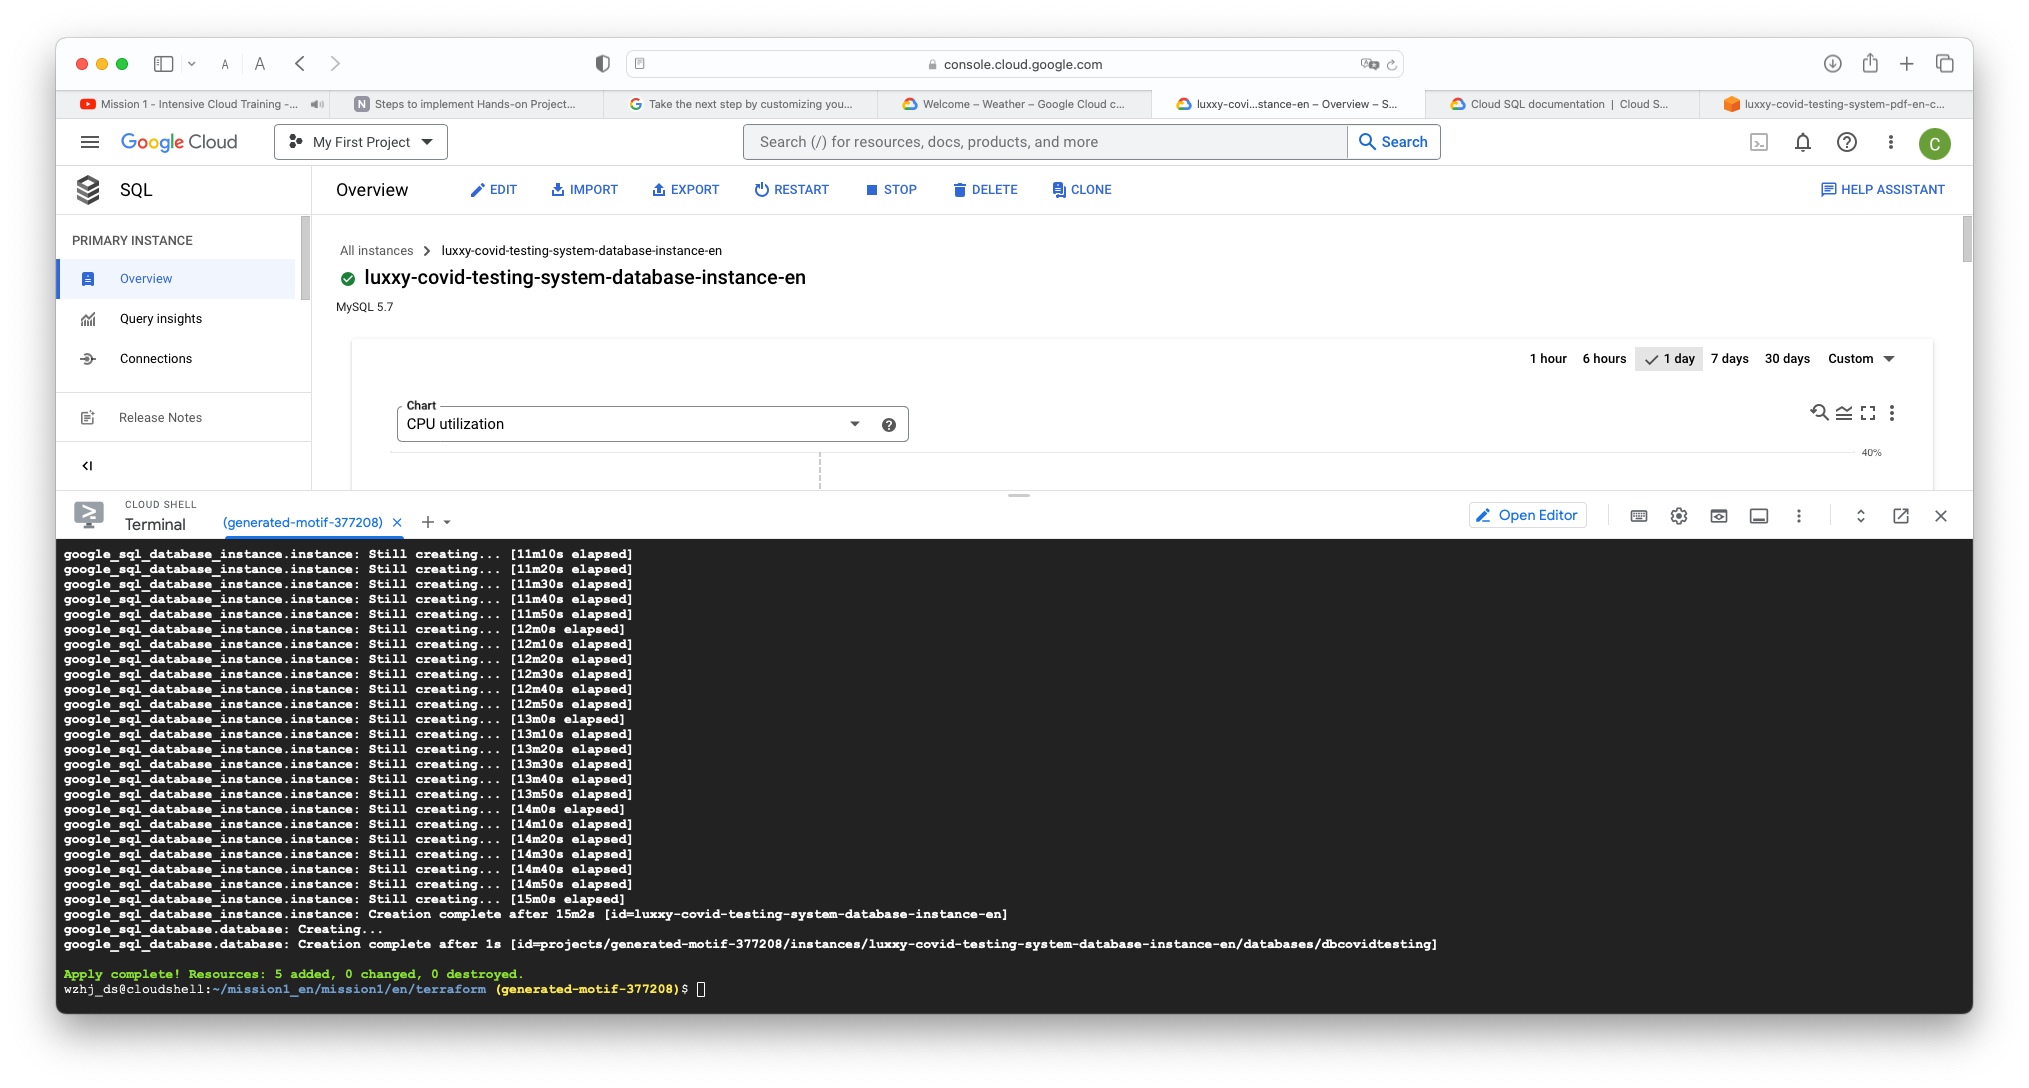 A A console.cloud.google.com
Mission 1 - Intensive Cloud Training -...
N Steps to implement Hands-on Project...
G Take the next step by customizing you...
Welcome – Weather – Google Cloud c...
luxxy-covi...stance-en – Overview – S...
Cloud SQL documentation | Cloud S...
luxxy-covid-testing-system-pdf-en-c...
Google Cloud My First Project Search (/) for resources, docs, products, and more Search C
SQL Overview EDIT IMPORT EXPORT RESTART STOP DELETE CLONE HELP ASSISTANT
PRIMARY INSTANCE
Overview
Query insights
Connections
Release Notes
All instances luxxy-covid-testing-system-database-instance-en
luxxy-covid-testing-system-database-instance-en
MySQL 5.7
1 hour 6 hours 1 day 7 days 30 days Custom
Chart
CPU utilization
40%
CLOUD SHELL
Terminal (generated-motif-377208) Open Editor
google_sql_database_instance.instance: Still creating... [11m10s elapsed]
google_sql_database_instance.instance: Still creating... [11m20s elapsed]
google_sql_database_instance.instance: Still creating... [11m30s elapsed]
google_sql_database_instance.instance: Still creating... [11m40s elapsed]
google_sql_database_instance.instance: Still creating... [11m50s elapsed]
google_sql_database_instance.instance: Still creating... [12m0s elapsed]
google_sql_database_instance.instance: Still creating... [12m10s elapsed]
google_sql_database_instance.instance: Still creating... [12m20s elapsed]
google_sql_database_instance.instance: Still creating... [12m30s elapsed]
google_sql_database_instance.instance: Still creating... [12m40s elapsed]
google_sql_database_instance.instance: Still creating... [12m50s elapsed]
google_sql_database_instance.instance: Still creating... [13m0s elapsed]
google_sql_database_instance.instance: Still creating... [13m10s elapsed]
google_sql_database_instance.instance: Still creating... [13m20s elapsed]
google_sql_database_instance.instance: Still creating... [13m30s elapsed]
google_sql_database_instance.instance: Still creating... [13m40s elapsed]
google_sql_database_instance.instance: Still creating... [13m50s elapsed]
google_sql_database_instance.instance: Still creating... [14m0s elapsed]
google_sql_database_instance.instance: Still creating... [14m10s elapsed]
google_sql_database_instance.instance: Still creating... [14m20s elapsed]
google_sql_database_instance.instance: Still creating... [14m30s elapsed]
google_sql_database_instance.instance: Still creating... [14m40s elapsed]
google_sql_database_instance.instance: Still creating... [14m50s elapsed]
google_sql_database_instance.instance: Still creating... [15m0s elapsed]
google_sql_database_instance.instance: Creation complete after 15m2s [id=luxxy-covid-testing-system-database-instance-en]
google_sql_database.database: Creating...
google_sql_database.database: Creation complete after 1s [id=projects/generated-motif-377208/instances/luxxy-covid-testing-system-database-instance-en/databases/dbcovidtesting]
Apply complete! Resources: 5 added, 0 changed, 0 destroyed.
wzhj_ds@cloudshell:~/mission1_en/mission1/en/terraform (generated-motif-377208)$